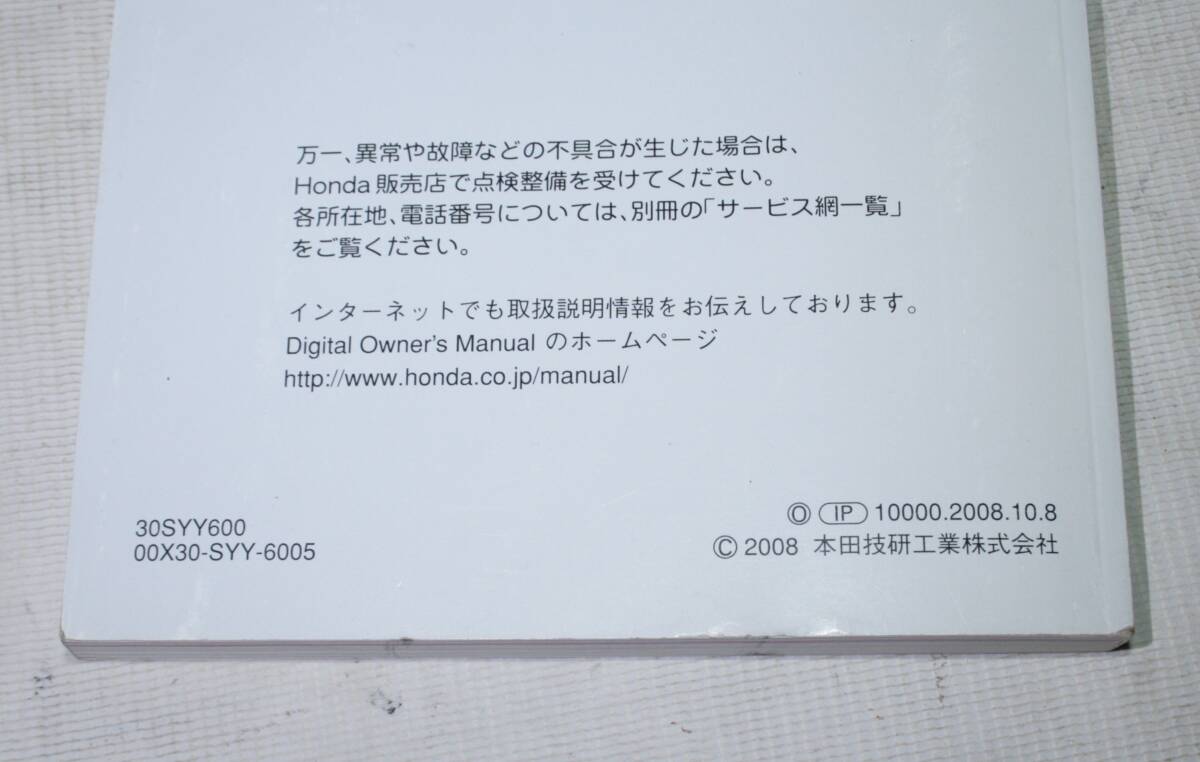 万一、異常や故障などの不具合が生じた場合は、
Honda 販売店で点検整備を受けてください。
各所在地、電話番号については、別冊の「サービス網一覧」
をご覧ください。
インターネットでも取扱説明情報をお伝えしております。
Digital Owner's Manual のホームページ
http://www.honda.co.jp/manual/
30SYY600
00X30-SYY-6005
Ⓞ IP 10000.2008.10.8
© 2008 本田技研工業株式会社